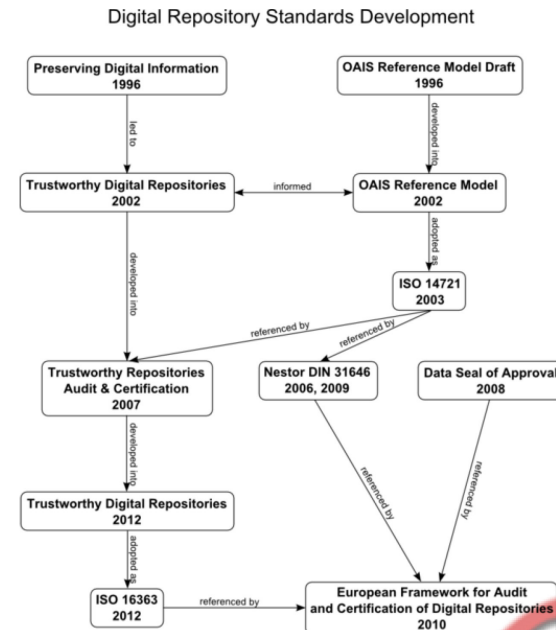 Digital Repository Standards Development
Preserving Digital Information
1996
OAIS Reference Model Draft
1996
led to
developed into
Trustworthy Digital Repositories
2002
informed
OAIS Reference Model
2002
developed into
adopted as
ISO 14721
2003
referenced by
referenced by
Trustworthy Repositories
Audit & Certification
2007
Nestor DIN 31646
2006, 2009
Data Seal of Approval
2008
developed into
referenced by
referenced by
Trustworthy Digital Repositories
2012
adopted as
ISO 16363
2012
referenced by
European Framework for Audit
and Certification of Digital Repositories
2010